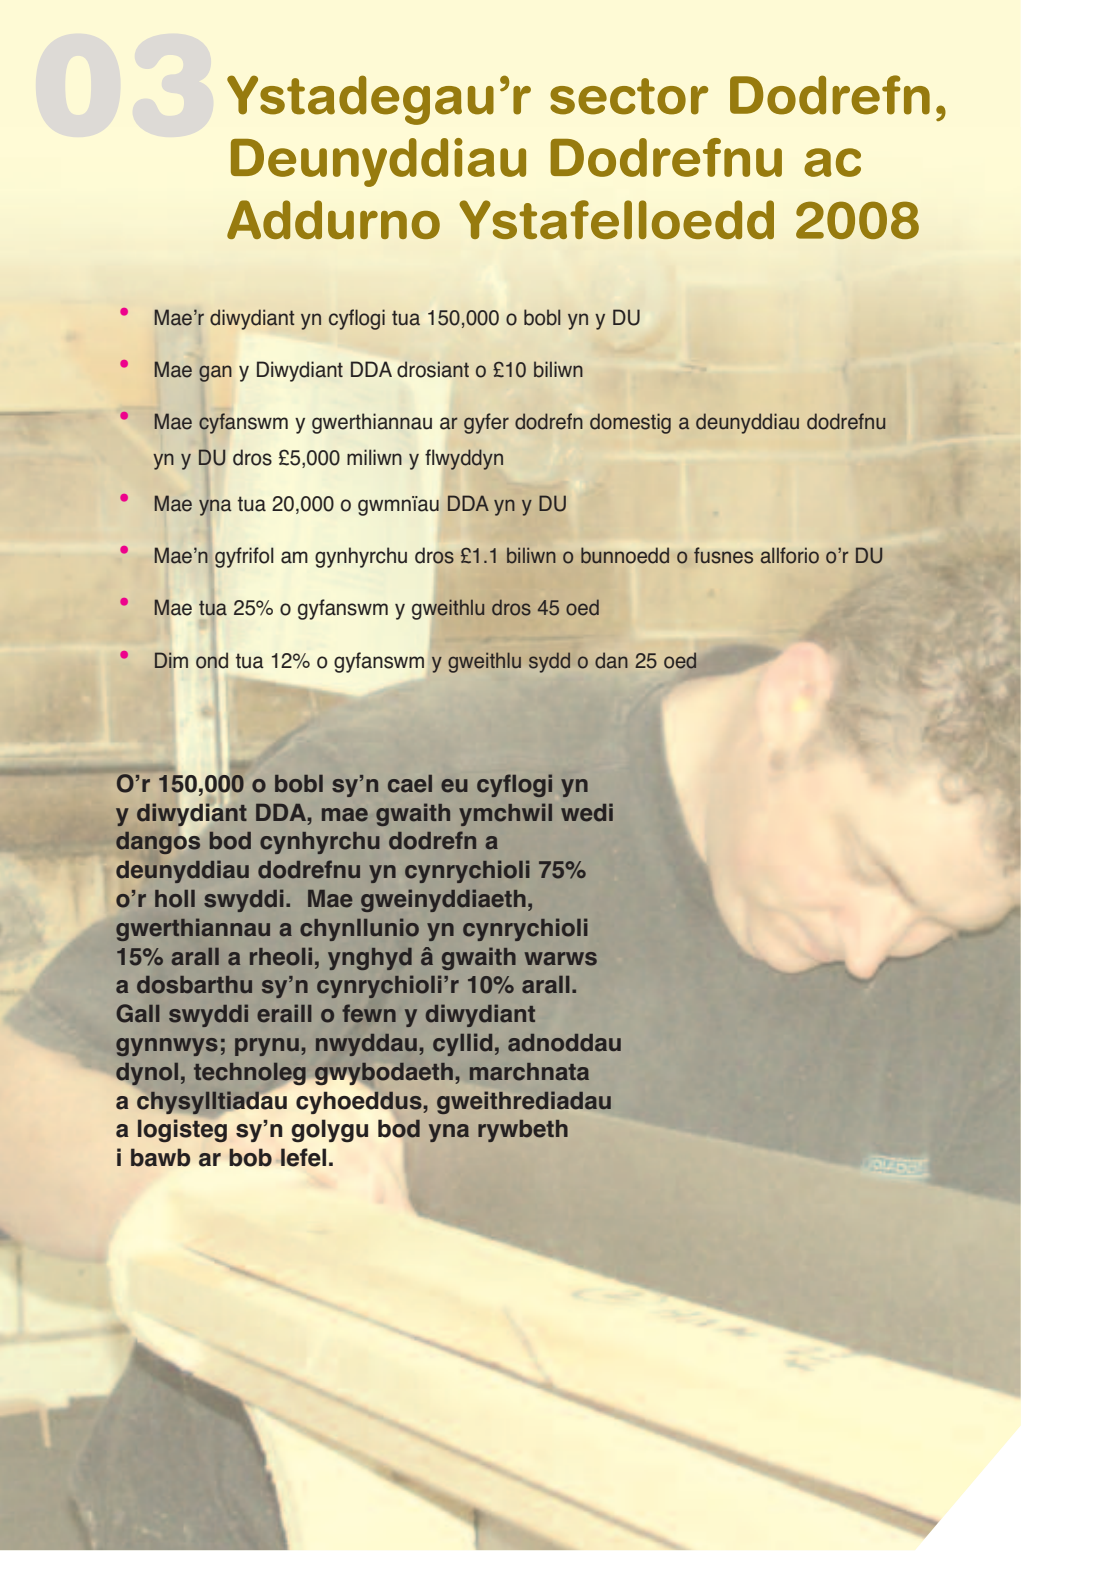 03
Ystadegau’r sector Dodrefn,
Deunyddiau Dodrefnu ac
Addurno Ystafelloedd 2008
• Mae’r diwydiant yn cyflogi tua 150,000 o bobl yn y DU
• Mae gan y Diwydiant DDA drosiant o £10 biliwn
• Mae cyfanswm y gwerthiannau ar gyfer dodrefn domestig a deunyddiau dodrefnu
yn y DU dros £5,000 miliwn y flwyddyn
• Mae yna tua 20,000 o gwmnïau DDA yn y DU
• Mae’n gyfrifol am gynhyrchu dros £1.1 biliwn o bunnoedd o fusnes allforio o’r DU
• Mae tua 25% o gyfanswm y gweithlu dros 45 oed
• Dim ond tua 12% o gyfanswm y gweithlu sydd o dan 25 oed
O’r 150,000 o bobl sy’n cael eu cyflogi yn
y diwydiant DDA, mae gwaith ymchwil wedi
dangos bod cynhyrchu dodrefn a
deunyddiau dodrefnu yn cynrychioli 75%
o’r holl swyddi.  Mae gweinyddiaeth,
gwerthiannau a chynllunio yn cynrychioli
15% arall a rheoli, ynghyd â gwaith warws
a dosbarthu sy’n cynrychioli’r 10% arall.
Gall swyddi eraill o fewn y diwydiant
gynnwys; prynu, nwyddau, cyllid, adnoddau
dynol, technoleg gwybodaeth, marchnata
a chysylltiadau cyhoeddus, gweithrediadau
a logisteg sy’n golygu bod yna rywbeth
i bawb ar bob lefel.